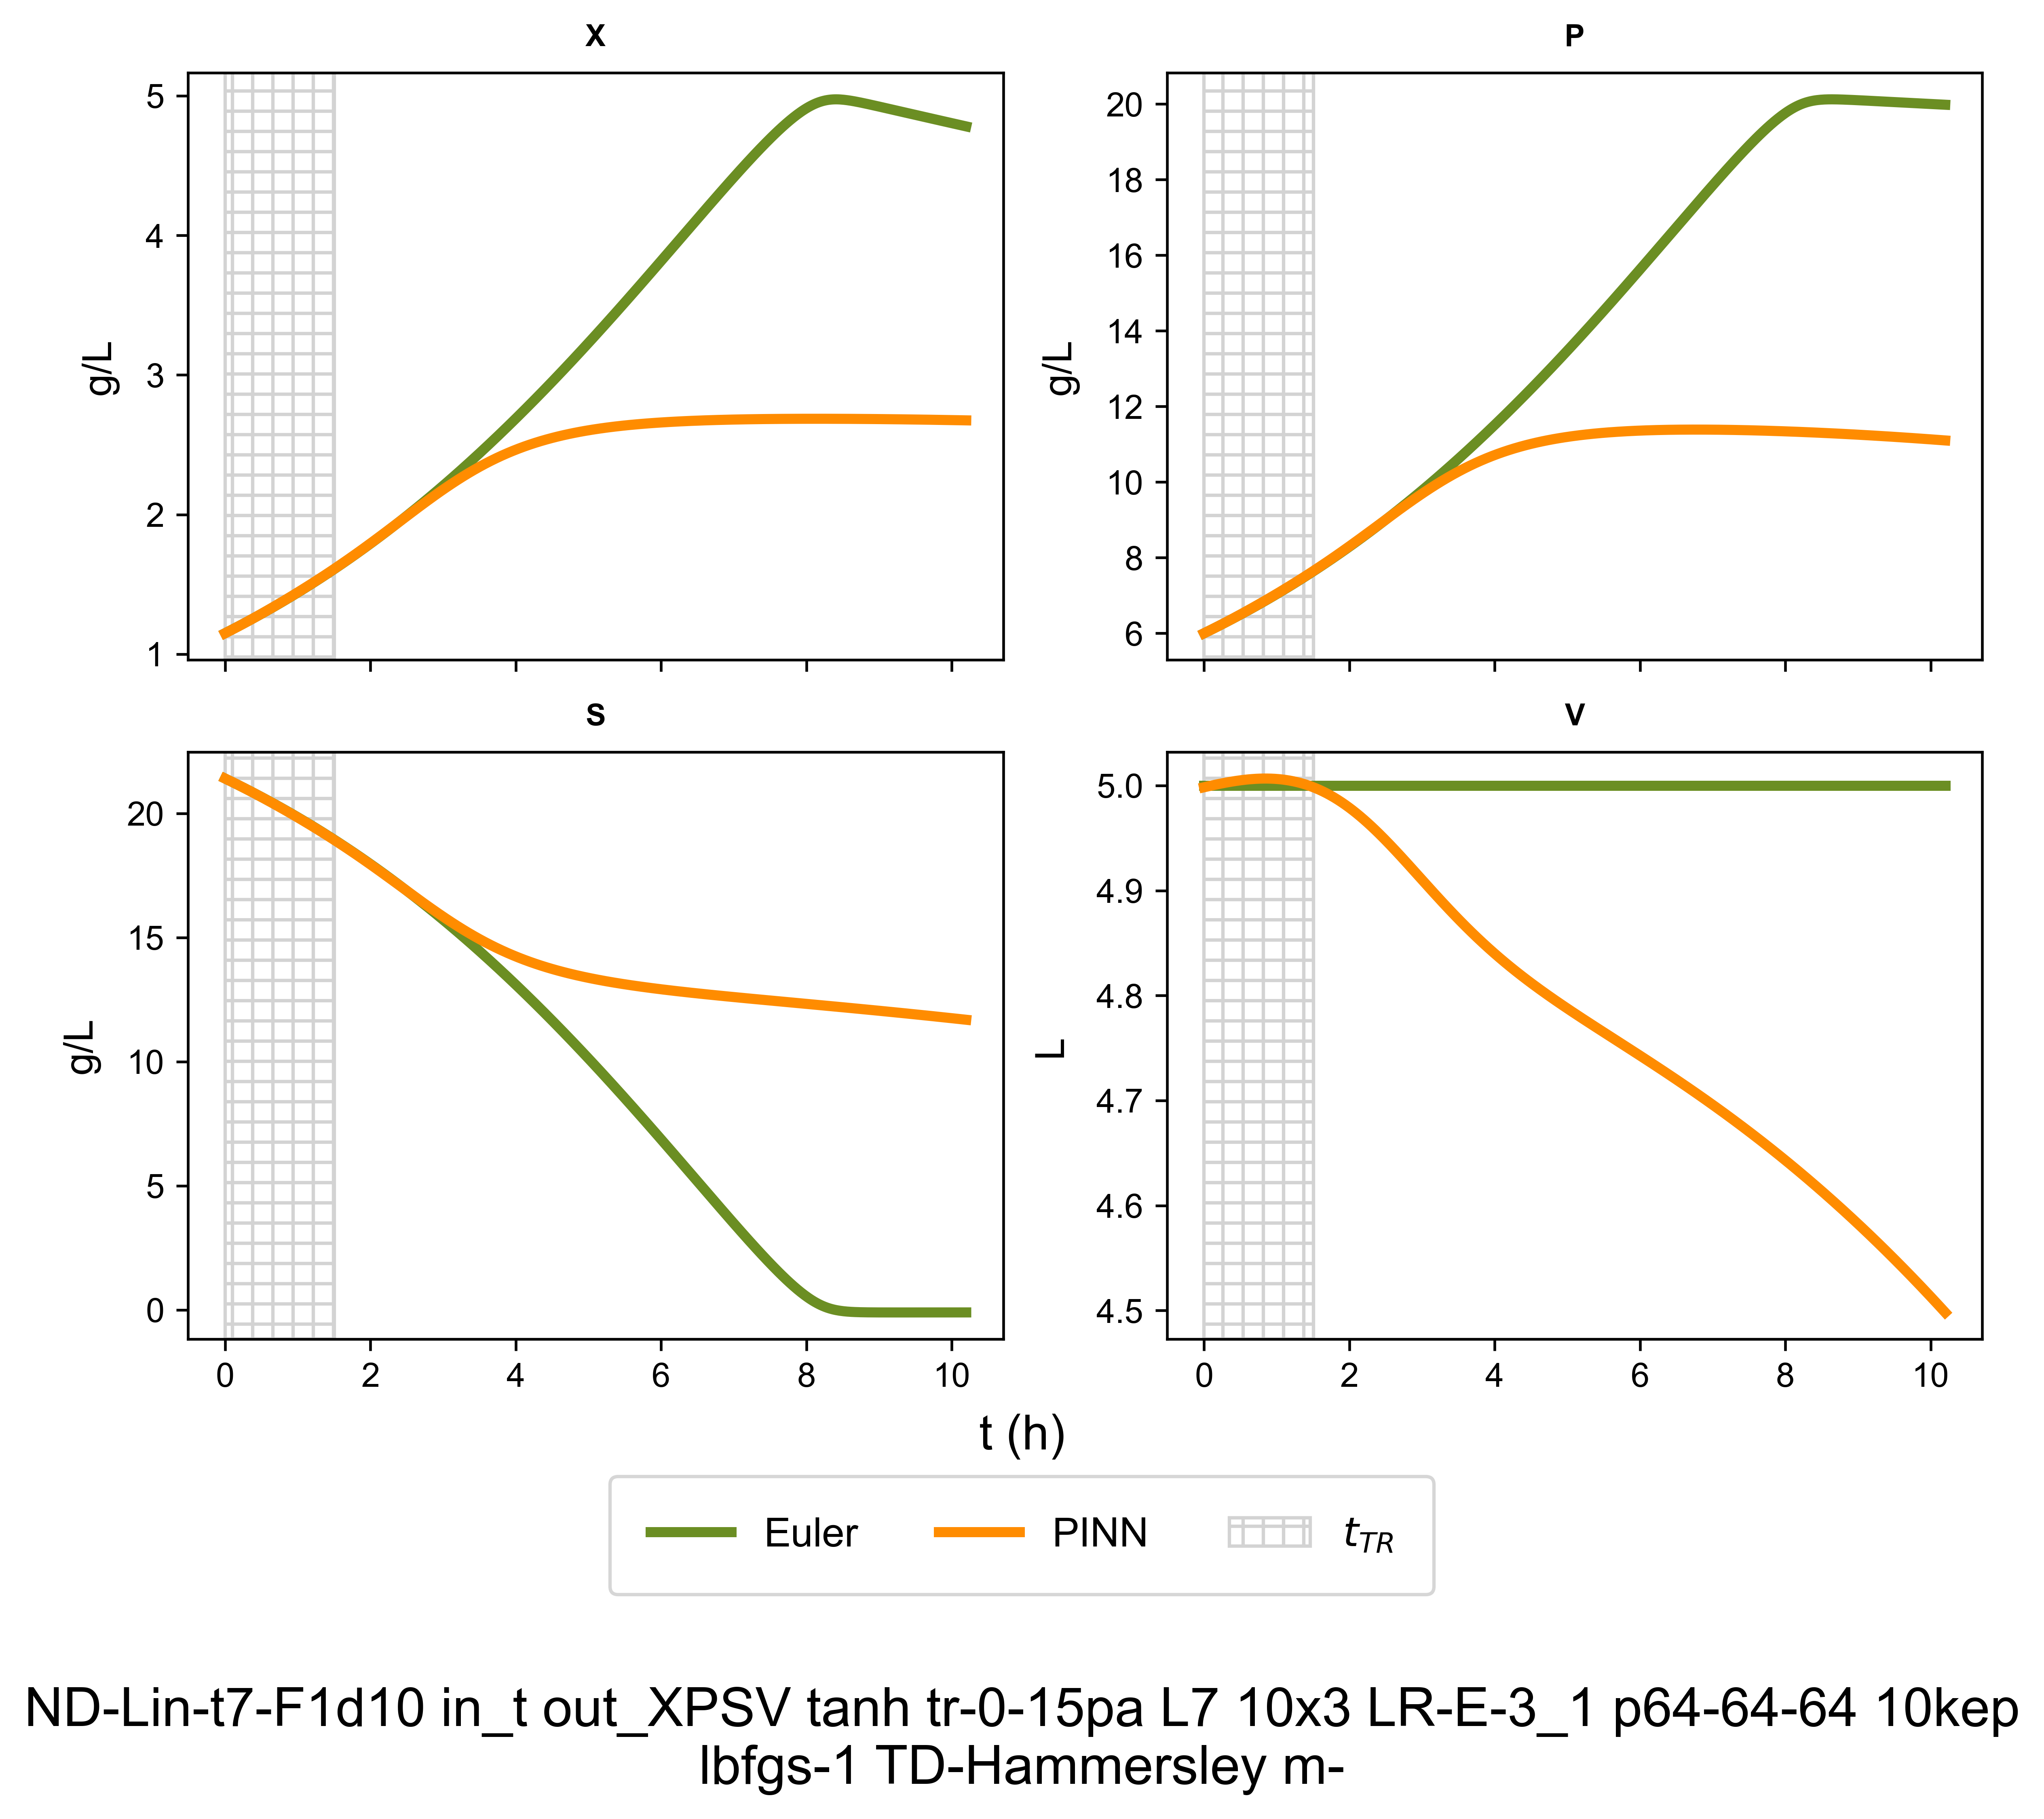 X
P
5
4
3
2
1
g/L
20
18
16
14
12
10
8
6
g/L
S
V
20
15
10
5
0
g/L
0 2 4 6 8 10
5.0
4.9
4.8
4.7
4.6
4.5
L
0 2 4 6 8 10
t (h)
Euler PINN t_TR
ND-Lin-t7-F1d10 in_t out_XPSV tanh tr-0-15pa L7 10x3 LR-E-3_1 p64-64-64 10kep
lbfgs-1 TD-Hammersley m-